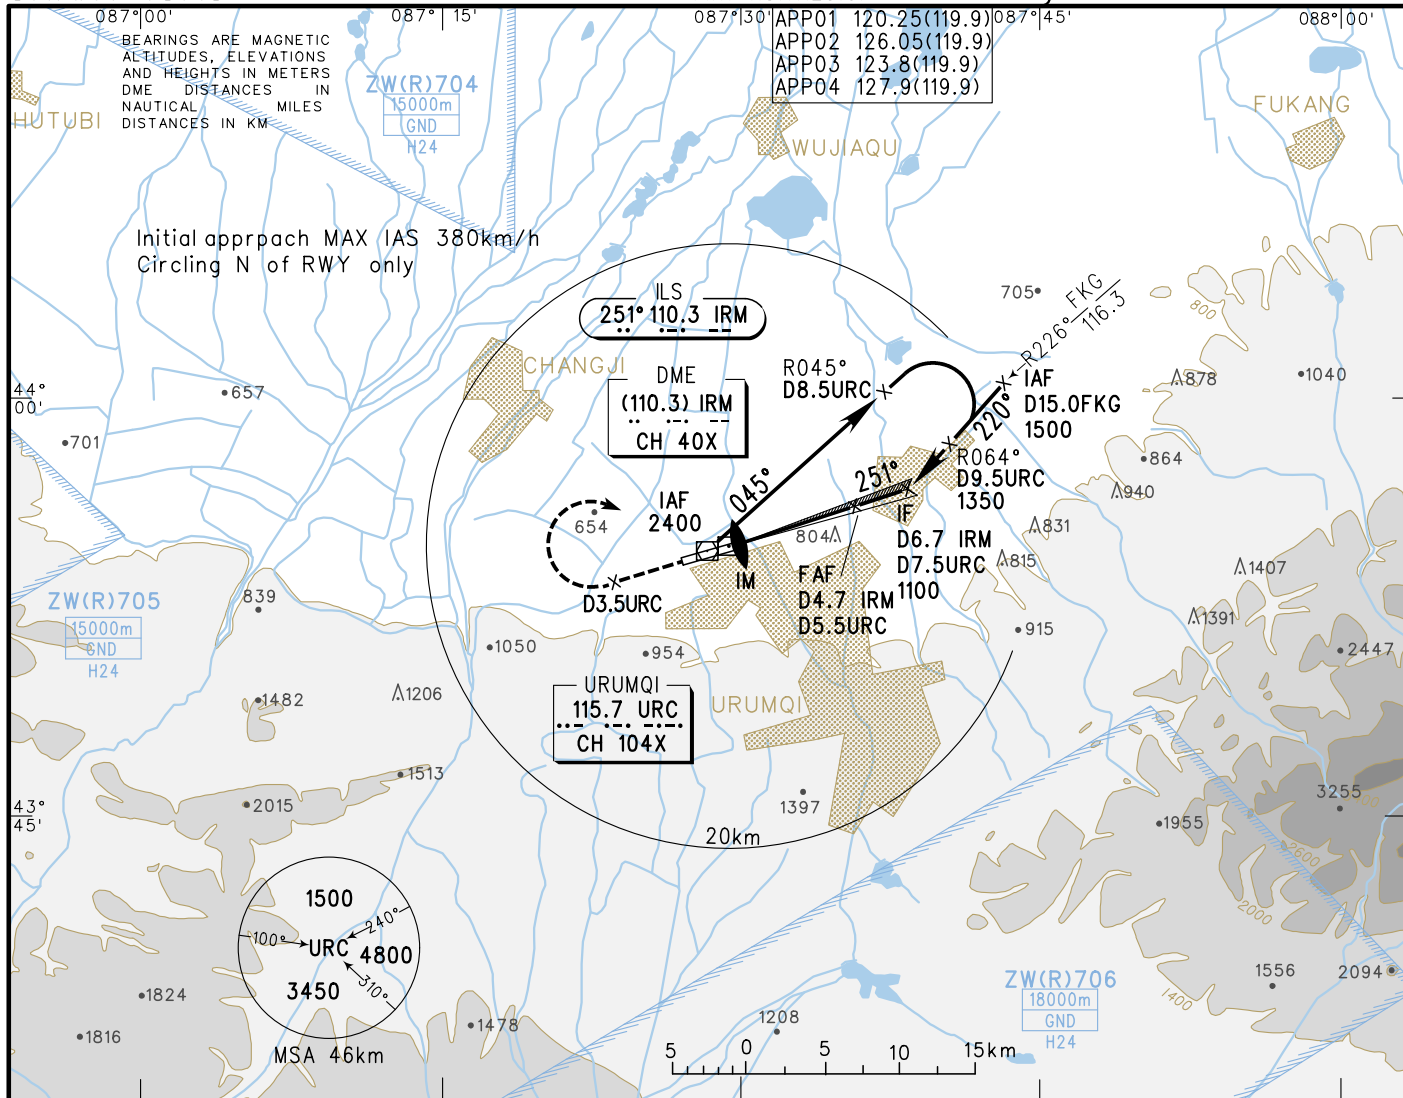 087°00'
087°15'
087°30'
087°45'
088°00'
BEARINGS ARE MAGNETIC
ALTITUDES, ELEVATIONS
AND HEIGHTS IN METERS
DME DISTANCES IN
NAUTICAL MILES
DISTANCES IN KM
APP01 120.25(119.9)
APP02 126.05(119.9)
APP03 123.8(119.9)
APP04 127.9(119.9)
HUTUBI
ZW(R)704
15000m
GND
H24
WUJIAQU
FUKANG
Initial apprpach MAX IAS 380km/h
Circling N of RWY only
ILS
251° 110.3 IRM
705
R226° FKG
116.3
800
CHANGJI
DME
(110.3) IRM
CH 40X
R045°
D8.5URC
IAF
D15.0FKG
1500
878
1040
44°
00'
657
701
220°
R064°
D9.5URC
1350
864
940
045°
251°
IAF
2400
654
804
IF
D6.7 IRM
D7.5URC
1100
831
815
1407
IM
FAF
D4.7 IRM
D5.5URC
D3.5URC
ZW(R)705
15000m
GND
H24
839
1391
915
2447
1050
954
1482
1206
URUMQI
115.7 URC
CH 104X
URUMQI
1513
2015
1397
43°
45'
3255
1955
2600
2000
20km
1500
240°
100°
URC
4800
3450
310°
MSA 46km
1824
1816
1478
1208
5 0 5 10 15km
ZW(R)706
18000m
GND
H24
1400
1556
2094